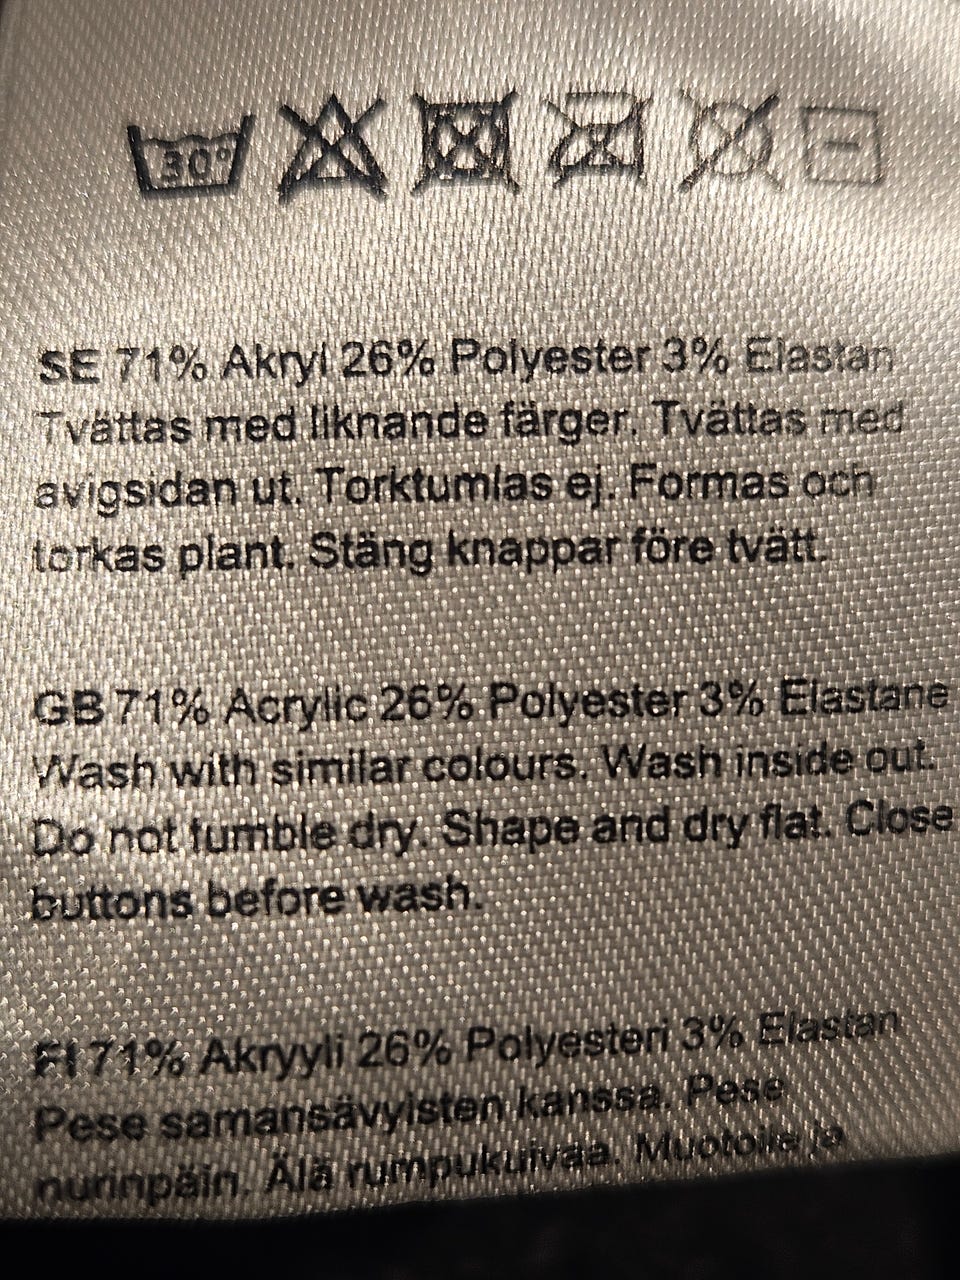 30°
SE 71% Akryl 26% Polyester 3% Elastan
Tvättas med liknande färger. Tvättas med
avigsidan ut. Torktumlas ej. Formas och
torkas plant. Stäng knappar före tvätt.
GB 71% Acrylic 26% Polyester 3% Elastane
Wash with similar colours. Wash inside out.
Do not tumble dry. Shape and dry flat. Close
buttons before wash.
FI 71% Akryyli 26% Polyesteri 3% Elastan
Pese samansävyisten kanssa. Pese
nurinpäin. Älä rumpukuivaa. Muotoile ja